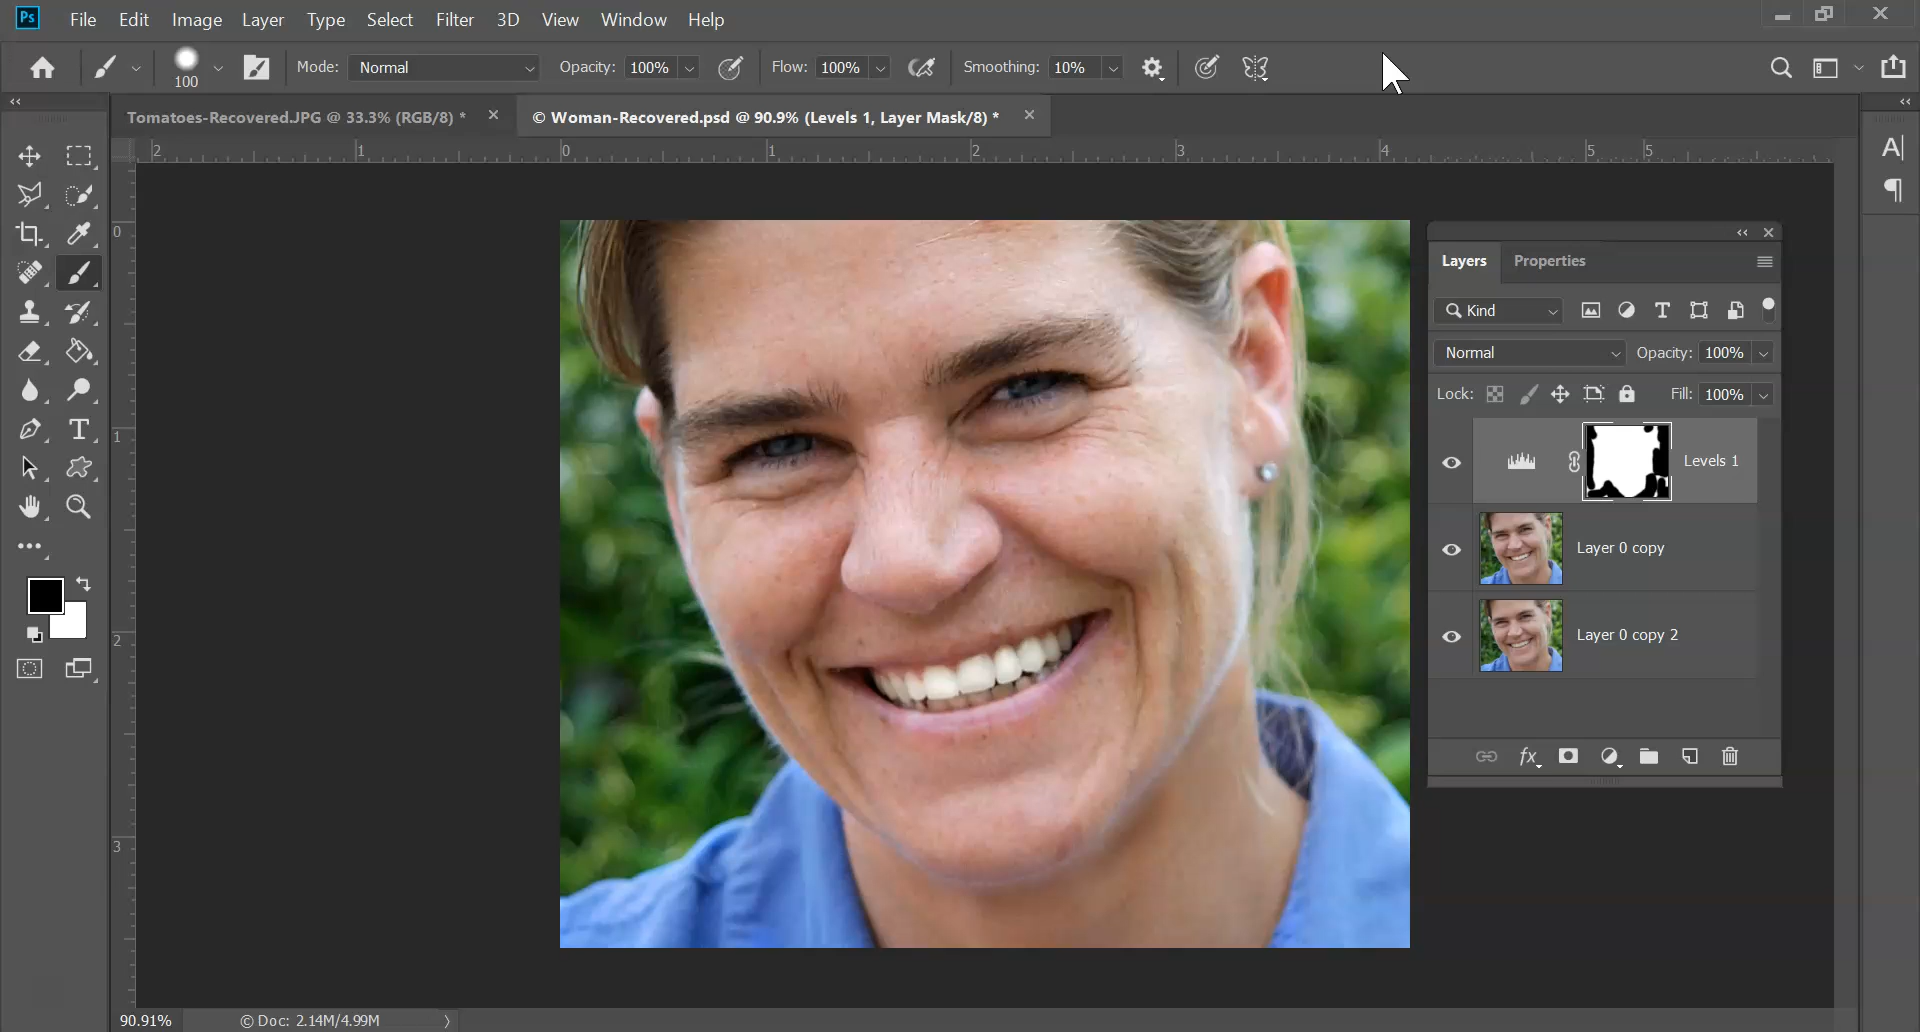 Ps File Edit Image Layer Type Select Filter 3D View Window Help
100 Mode: Normal Opacity: 100% Flow: 100% Smoothing: 10%
Tomatoes-Recovered.JPG @ 33.3% (RGB/8) * © Woman-Recovered.psd @ 90.9% (Levels 1, Layer Mask/8) *
2 1 0 1 2 3 4 5 5
0
1
2
3
Layers Properties
Kind
Normal Opacity: 100%
Lock: Fill: 100%
Levels 1
Layer 0 copy
Layer 0 copy 2
fx
90.91% © Doc: 2.14M/4.99M